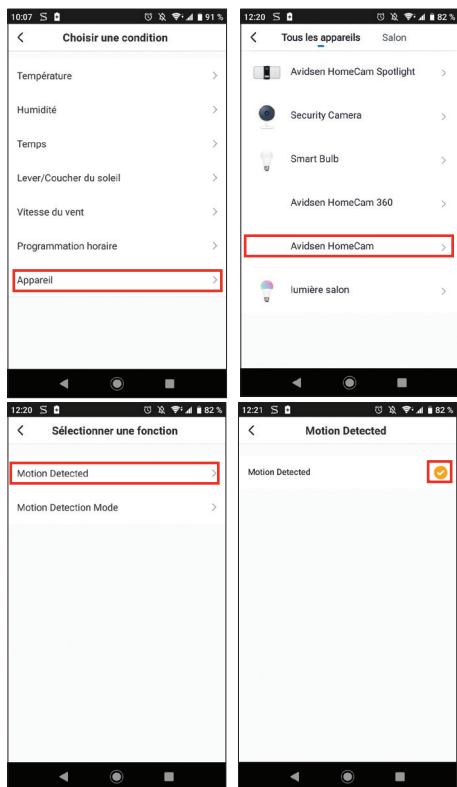 10:07 91 %
Choisir une condition
Température
Humidité
Temps
Lever/Coucher du soleil
Vitesse du vent
Programmation horaire
Appareil
12:20 82 %
Tous les appareils Salon
Avidsen HomeCam Spotlight
Security Camera
Smart Bulb
Avidsen HomeCam 360
Avidsen HomeCam
lumière salon
12:20 82 %
Sélectionner une fonction
Motion Detected
Motion Detection Mode
12:21 82 %
Motion Detected
Motion Detected